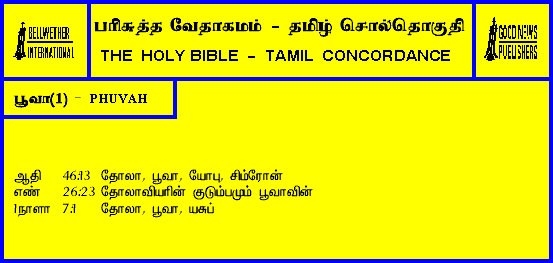 BELLWETHER
INTERNATIONAL
பரிசுத்த வேதாகமம் - தமிழ் சொல்தொகுதி
THE HOLY BIBLE - TAMIL CONCORDANCE
GOOD NEWS
PUBLISHERS
பூவா(1) - PHUVAH
ஆதி 46:13 தோலா, பூவா, யோபு, சிம்ரோன்
எண் 26:23 தோலாவியரின் குடும்பமும் பூவாவின்
1நாளா 7:1 தோலா, பூவா, யசுப்